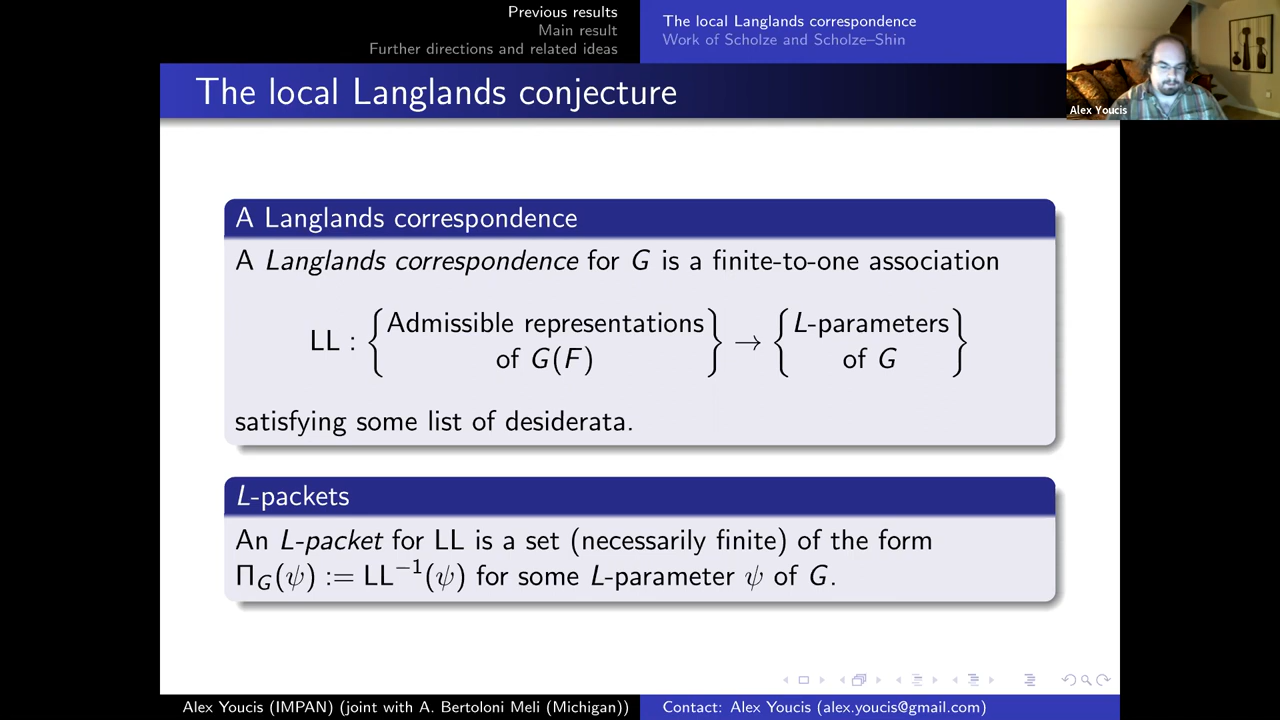 Previous results
Main result
Further directions and related ideas
The local Langlands correspondence
Work of Scholze and Scholze–Shin
Alex Youcis
The local Langlands conjecture
A Langlands correspondence
A Langlands correspondence for G is a finite-to-one association
LL : {Admissible representations of G(F)} → {L-parameters of G}
satisfying some list of desiderata.
L-packets
An L-packet for LL is a set (necessarily finite) of the form
Π_G(ψ) := LL⁻¹(ψ) for some L-parameter ψ of G.
Alex Youcis (IMPAN) (joint with A. Bertoloni Meli (Michigan))
Contact: Alex Youcis (alex.youcis@gmail.com)